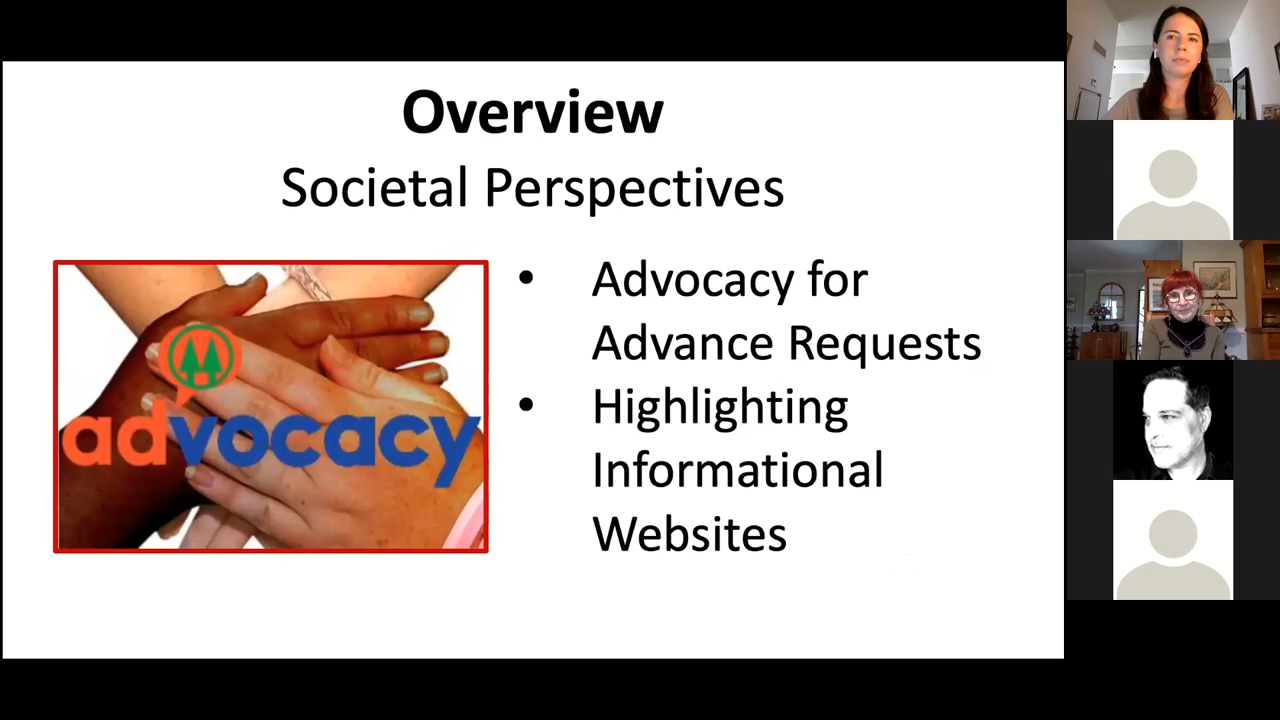 Overview
Societal Perspectives
advocacy
• Advocacy for
Advance Requests
• Highlighting
Informational
Websites